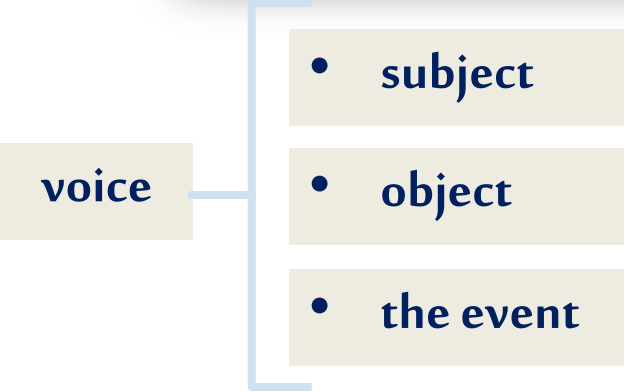 voice
• subject
• object
• the event